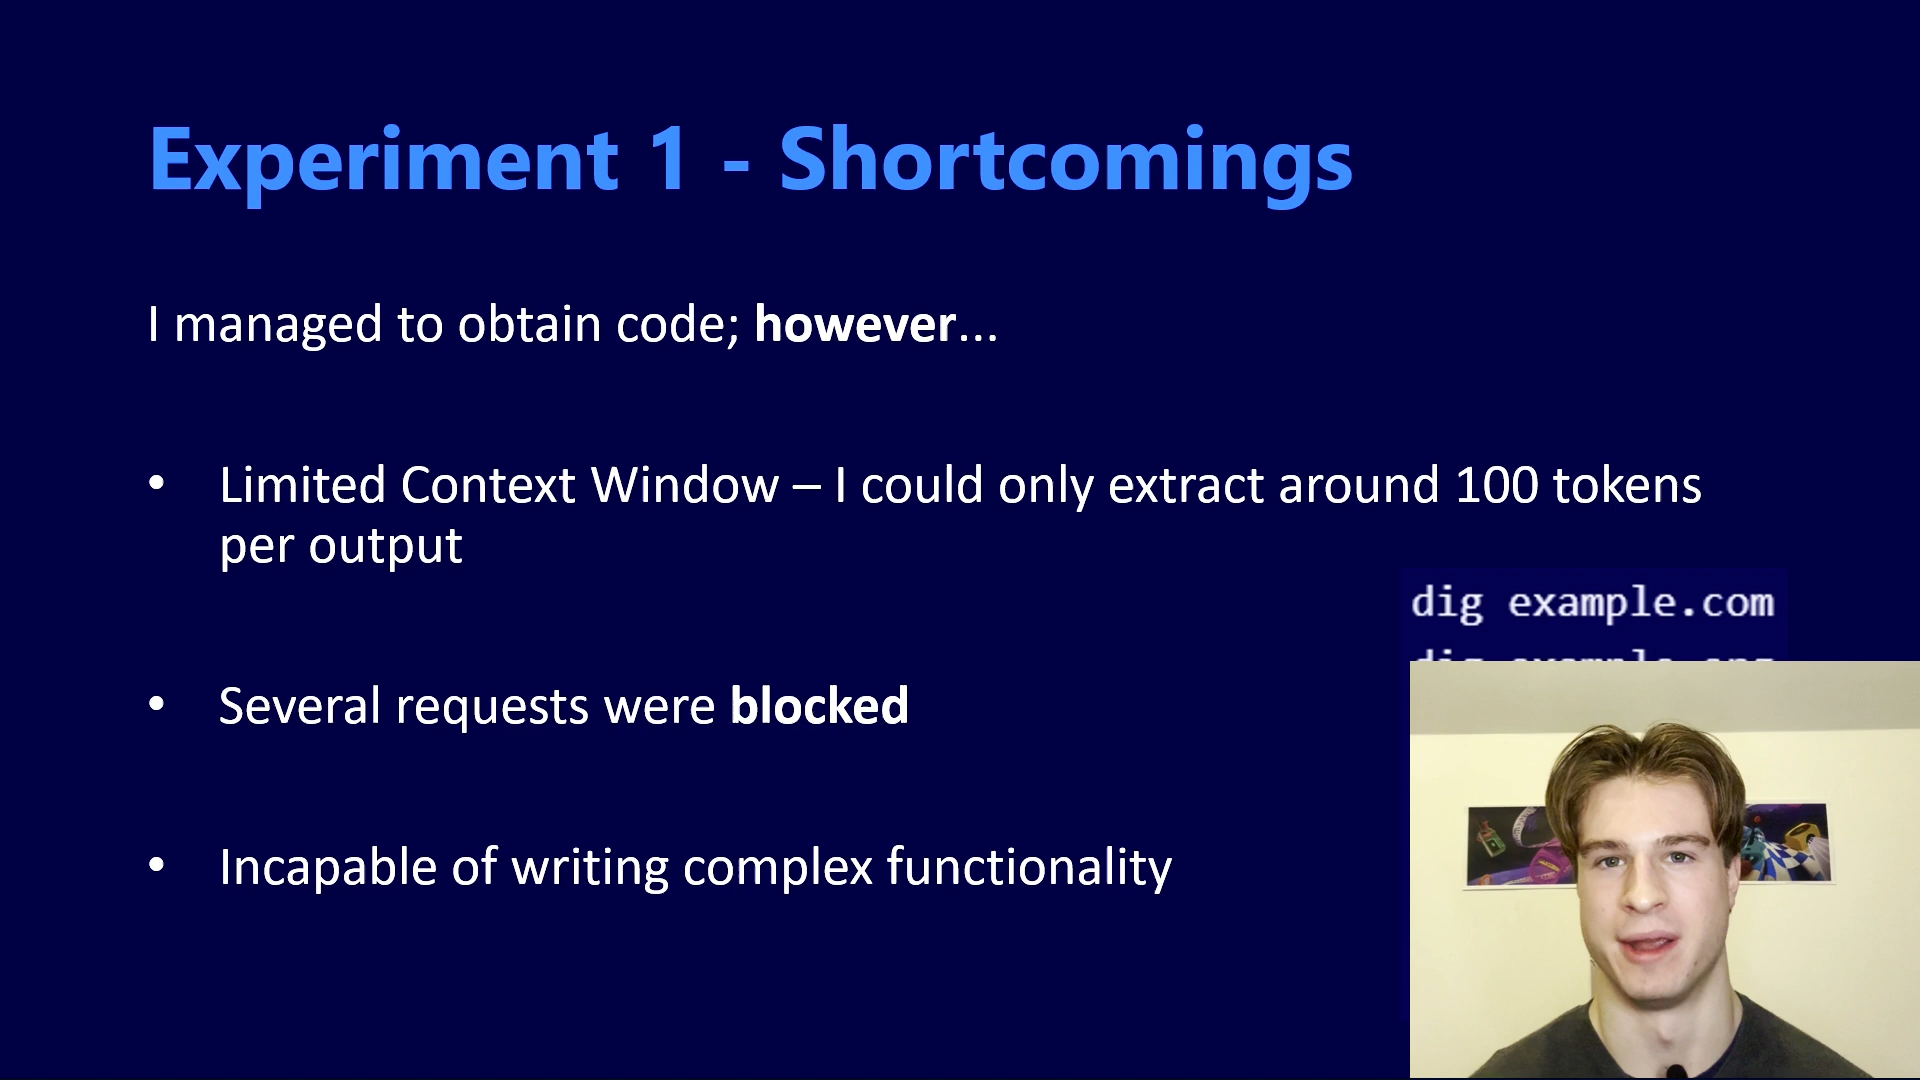 Experiment 1 - Shortcomings
I managed to obtain code; however...
• Limited Context Window – I could only extract around 100 tokens
per output
dig example.com
• Several requests were blocked
• Incapable of writing complex functionality